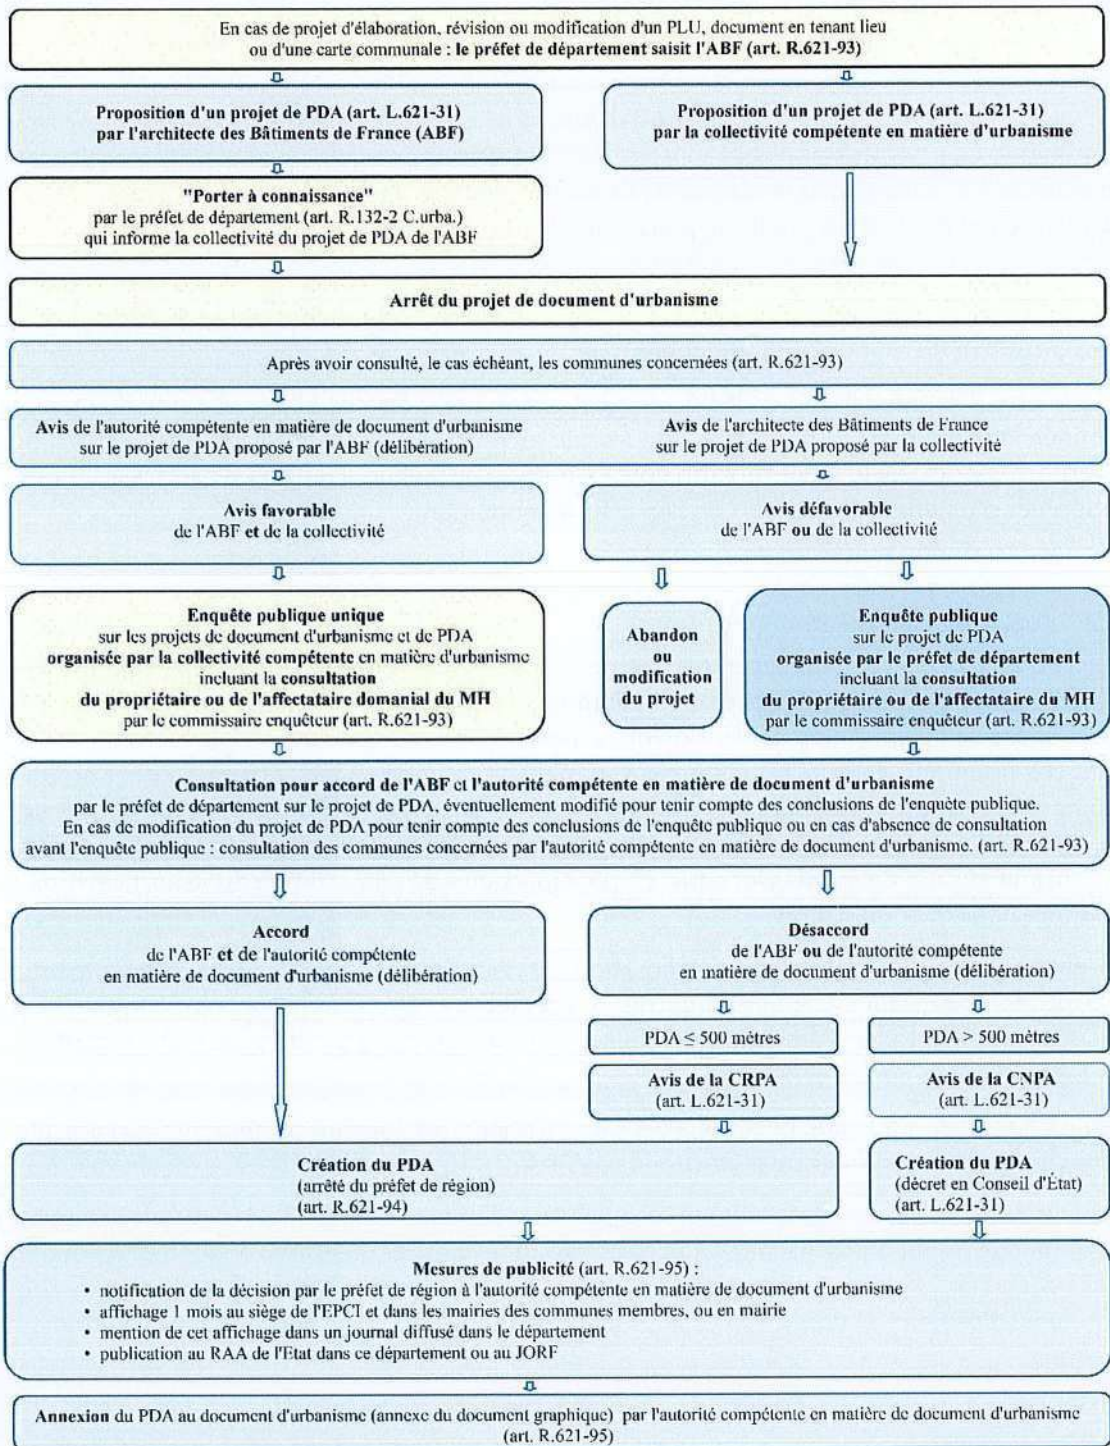 En cas de projet d'élaboration, révision ou modification d'un PLU, document en tenant lieu
ou d'une carte communale : le préfet de département saisit l'ABF (art. R.621-93)
Proposition d'un projet de PDA (art. L.621-31)
par l'architecte des Bâtiments de France (ABF)
Proposition d'un projet de PDA (art. L.621-31)
par la collectivité compétente en matière d'urbanisme
"Porter à connaissance"
par le préfet de département (art. R.132-2 C.urba.)
qui informe la collectivité du projet de PDA de l'ABF
Arrêt du projet de document d'urbanisme
Après avoir consulté, le cas échéant, les communes concernées (art. R.621-93)
Avis de l'autorité compétente en matière de document d'urbanisme
sur le projet de PDA proposé par l'ABF (délibération)
Avis de l'architecte des Bâtiments de France
sur le projet de PDA proposé par la collectivité
Avis favorable
de l'ABF et de la collectivité
Avis défavorable
de l'ABF ou de la collectivité
Enquête publique unique
sur les projets de document d'urbanisme et de PDA
organisée par la collectivité compétente en matière d'urbanisme
incluant la consultation
du propriétaire ou de l'affectataire domanial du MH
par le commissaire enquêteur (art. R.621-93)
Abandon
ou
modification
du projet
Enquête publique
sur le projet de PDA
organisée par le préfet de département
incluant la consultation
du propriétaire ou de l'affectataire du MH
par le commissaire enquêteur (art. R.621-93)
Consultation pour accord de l'ABF et l'autorité compétente en matière de document d'urbanisme
par le préfet de département sur le projet de PDA, éventuellement modifié pour tenir compte des conclusions de l'enquête publique.
En cas de modification du projet de PDA pour tenir compte des conclusions de l'enquête publique ou en cas d'absence de consultation
avant l'enquête publique : consultation des communes concernées par l'autorité compétente en matière de document d'urbanisme. (art. R.621-93)
Accord
de l'ABF et de l'autorité compétente
en matière de document d'urbanisme (délibération)
Désaccord
de l'ABF ou de l'autorité compétente
en matière de document d'urbanisme (délibération)
PDA ≤ 500 mètres
PDA > 500 mètres
Avis de la CRPA
(art. L.621-31)
Avis de la CNPA
(art. L.621-31)
Création du PDA
(arrêté du préfet de région)
(art. R.621-94)
Création du PDA
(décret en Conseil d'État)
(art. L.621-31)
Mesures de publicité (art. R.621-95) :
• notification de la décision par le préfet de région à l'autorité compétente en matière de document d'urbanisme
• affichage 1 mois au siège de l'EPCI et dans les mairies des communes membres, ou en mairie
• mention de cet affichage dans un journal diffusé dans le département
• publication au RAA de l'Etat dans ce département ou au JORF
Annexion du PDA au document d'urbanisme (annexe du document graphique) par l'autorité compétente en matière de document d'urbanisme
(art. R.621-95)